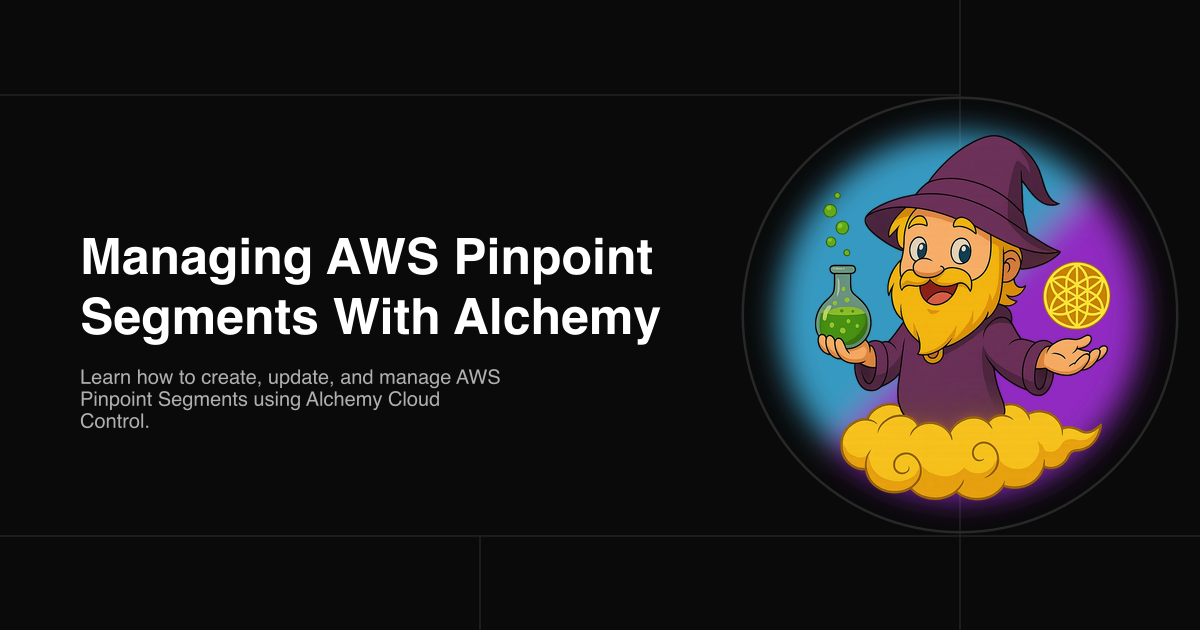 Managing AWS Pinpoint
Segments With Alchemy
Learn how to create, update, and manage AWS
Pinpoint Segments using Alchemy Cloud
Control.